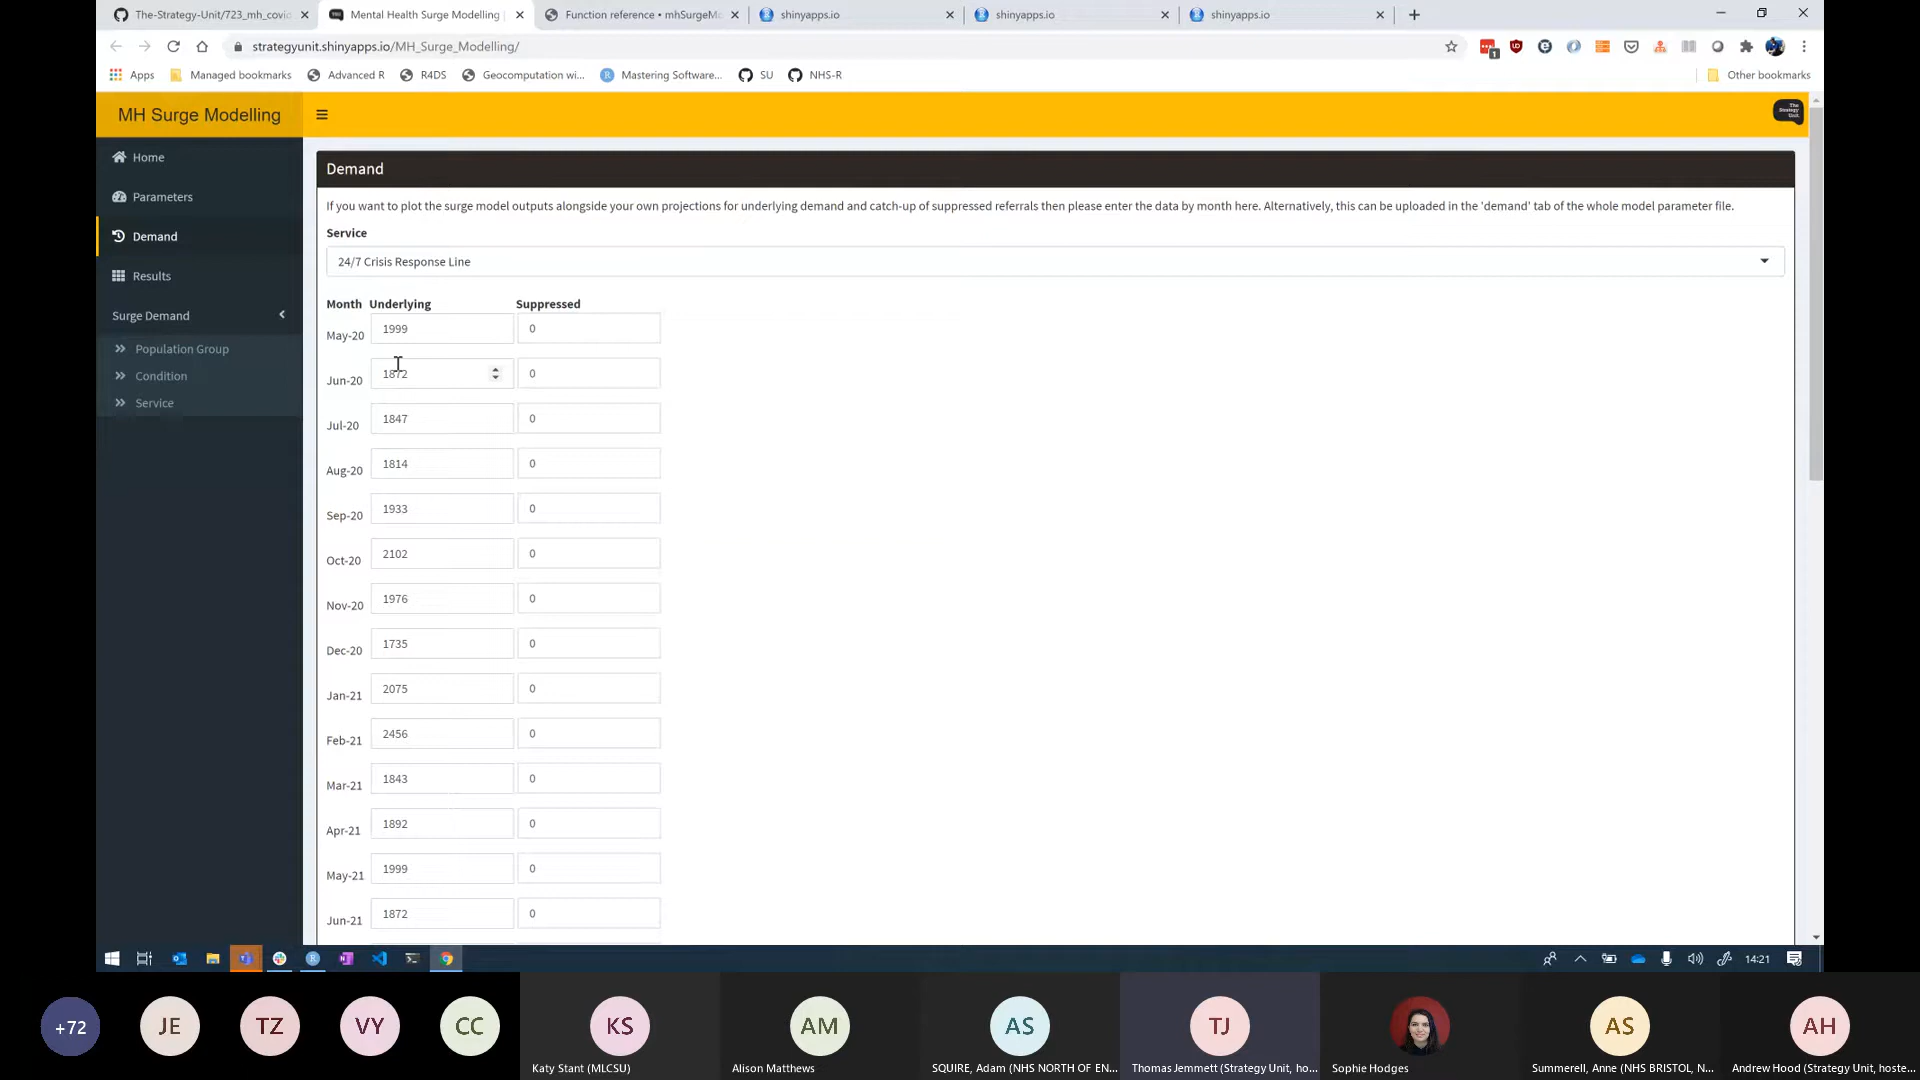 The-Strategy-Unit/723_mh_covid
Mental Health Surge Modelling
Function reference • mhSurgeM
shinyapps.io
shinyapps.io
shinyapps.io
strategyunit.shinyapps.io/MH_Surge_Modelling/
Apps
Managed bookmarks
Advanced R
R4DS
Geocomputation wi...
Mastering Software...
SU
NHS-R
Other bookmarks
MH Surge Modelling
The Strategy Unit.
Home
Parameters
Demand
Results
Surge Demand
Population Group
Condition
Service
Demand
If you want to plot the surge model outputs alongside your own projections for underlying demand and catch-up of suppressed referrals then please enter the data by month here. Alternatively, this can be uploaded in the 'demand' tab of the whole model parameter file.
Service
24/7 Crisis Response Line
Month Underlying Suppressed
May-20 1999 0
Jun-20 1872 0
Jul-20 1847 0
Aug-20 1814 0
Sep-20 1933 0
Oct-20 2102 0
Nov-20 1976 0
Dec-20 1735 0
Jan-21 2075 0
Feb-21 2456 0
Mar-21 1843 0
Apr-21 1892 0
May-21 1999 0
Jun-21 1872 0
14:21
+72
JE
TZ
VY
CC
KS
AM
AS
TJ
AS
AH
Katy Stant (MLCSU)
Alison Matthews
SQUIRE, Adam (NHS NORTH OF EN...
Thomas Jemmett (Strategy Unit, ho...
Sophie Hodges
Summerell, Anne (NHS BRISTOL, N...
Andrew Hood (Strategy Unit, hoste...